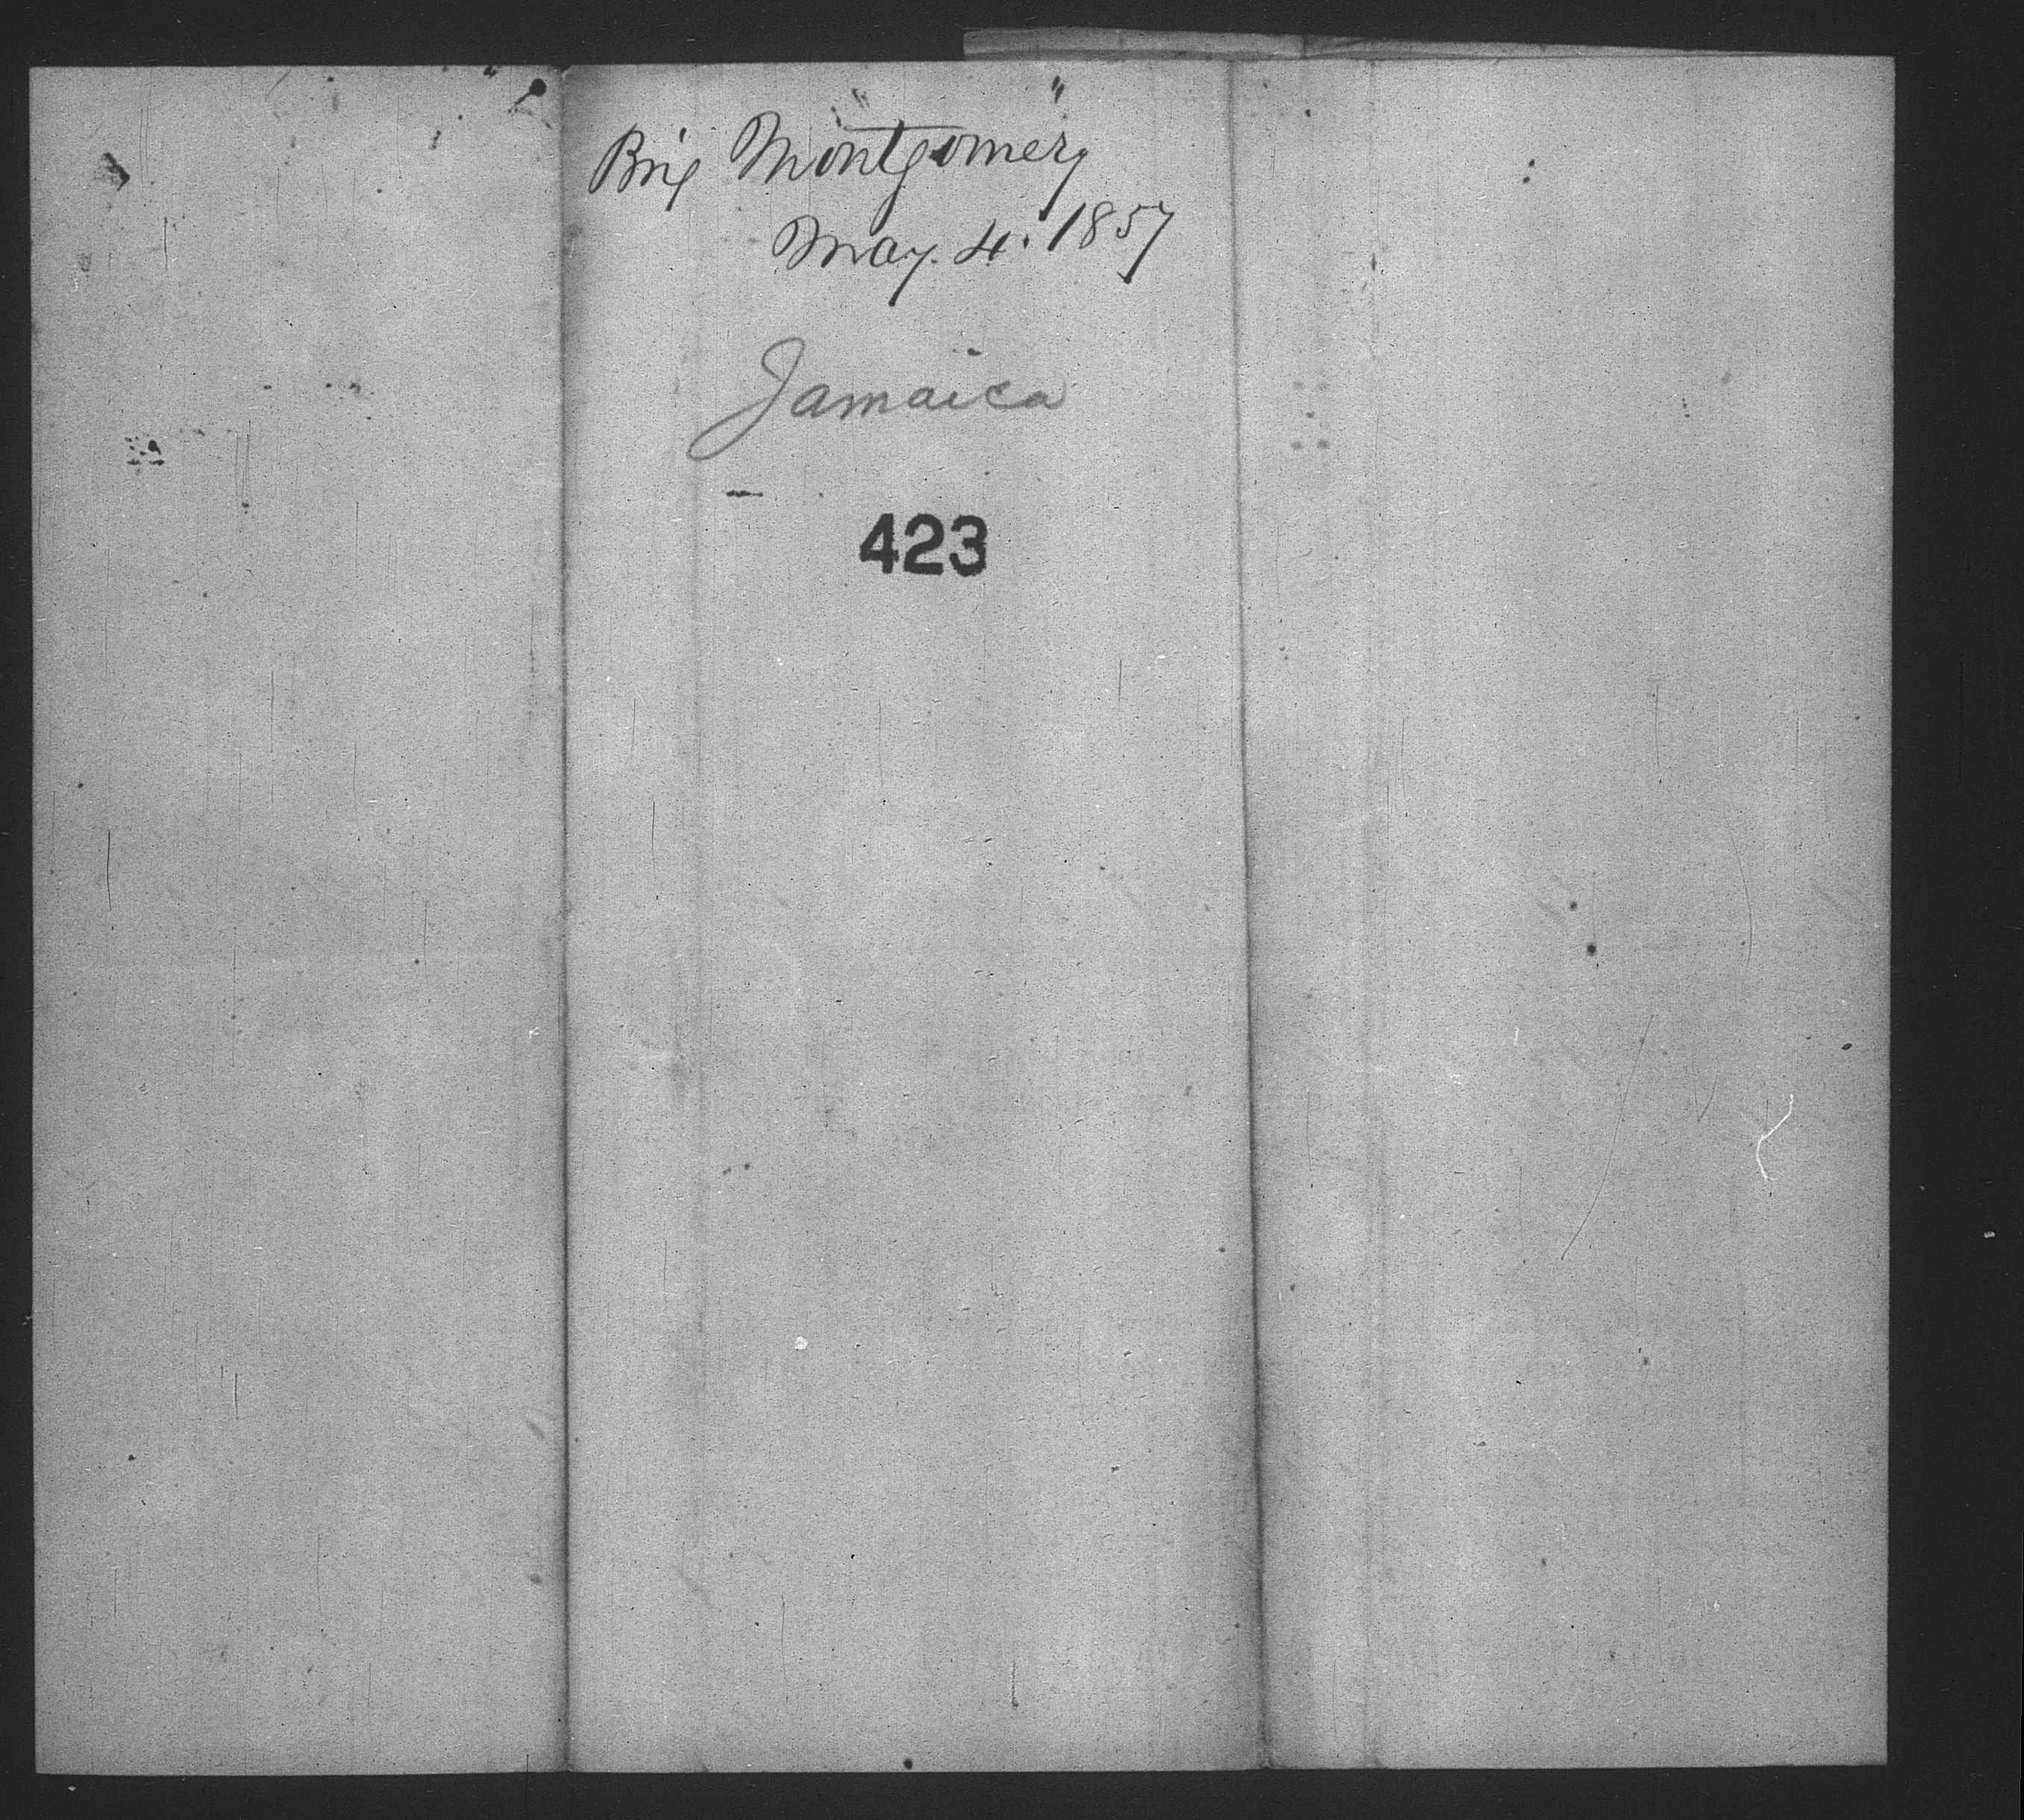 Brig "Montgomery"
May. 4. 1857
Jamaica
423